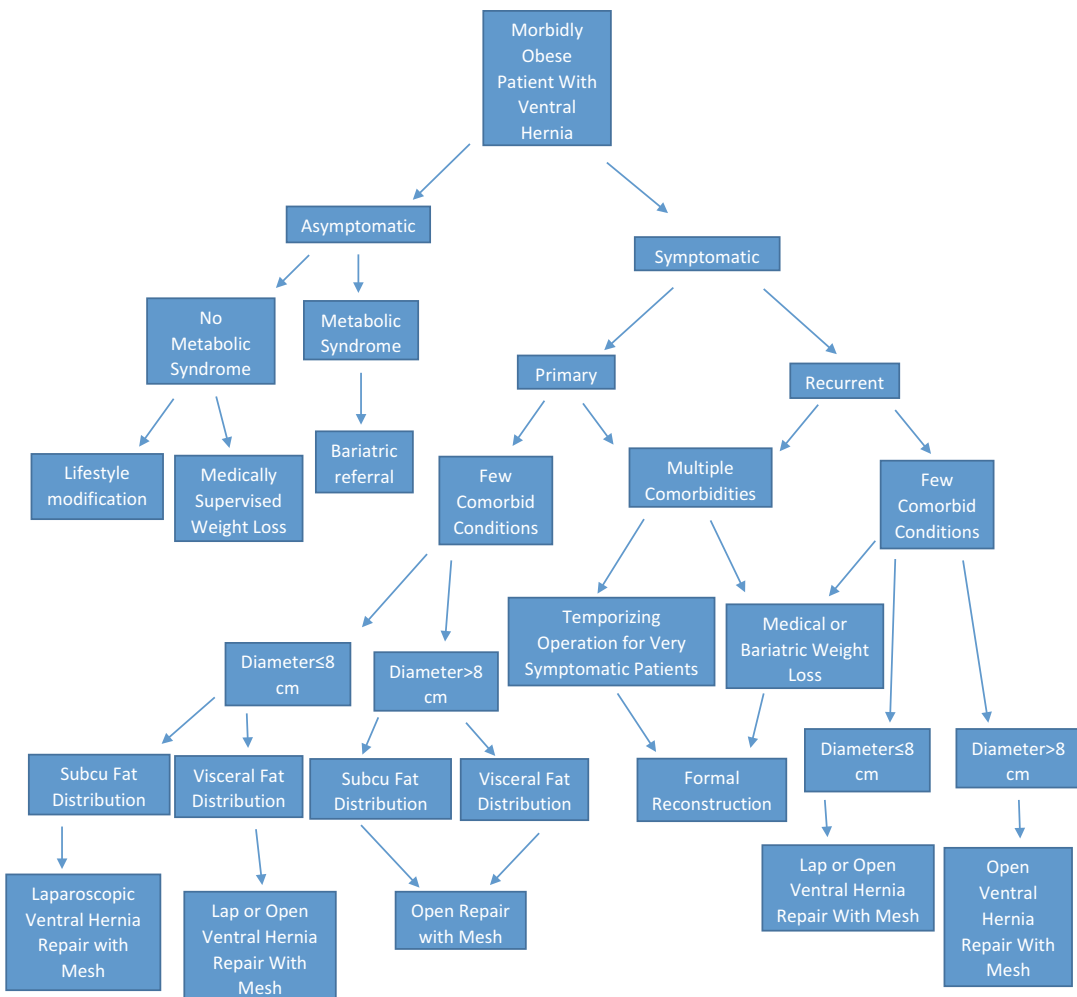 Morbidly
Obese
Patient With
Ventral
Hernia
Asymptomatic
Symptomatic
No
Metabolic
Syndrome
Metabolic
Syndrome
Primary
Recurrent
Lifestyle
modification
Medically
Supervised
Weight Loss
Bariatric
referral
Few
Comorbid
Conditions
Multiple
Comorbidities
Few
Comorbid
Conditions
Temporizing
Operation for Very
Symptomatic Patients
Medical or
Bariatric Weight
Loss
Diameter≤8
cm
Diameter>8
cm
Diameter≤8
cm
Diameter>8
cm
Subcu Fat
Distribution
Visceral Fat
Distribution
Subcu Fat
Distribution
Visceral Fat
Distribution
Formal
Reconstruction
Laparoscopic
Ventral Hernia
Repair with
Mesh
Lap or Open
Ventral Hernia
Repair With
Mesh
Open Repair
with Mesh
Lap or Open
Ventral Hernia
Repair With Mesh
Open
Ventral
Hernia
Repair With
Mesh